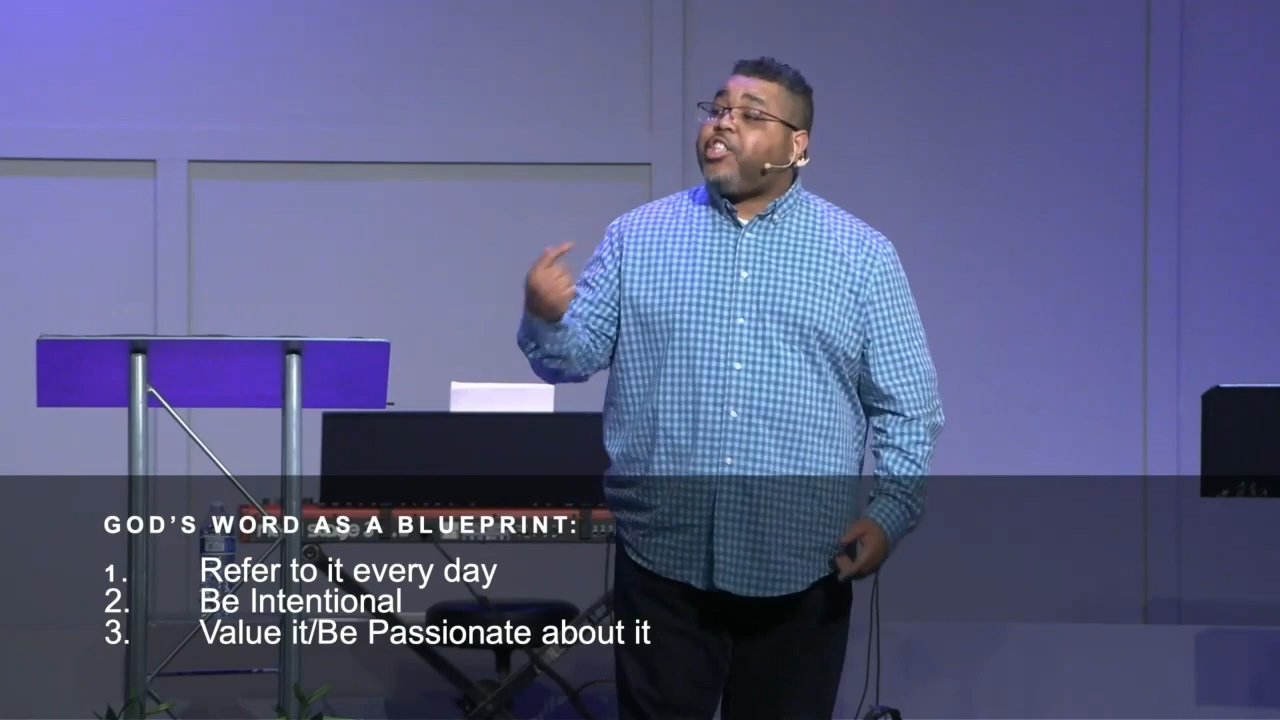 GOD’S WORD AS A BLUEPRINT:
1. Refer to it every day
2. Be Intentional
3. Value it/Be Passionate about it